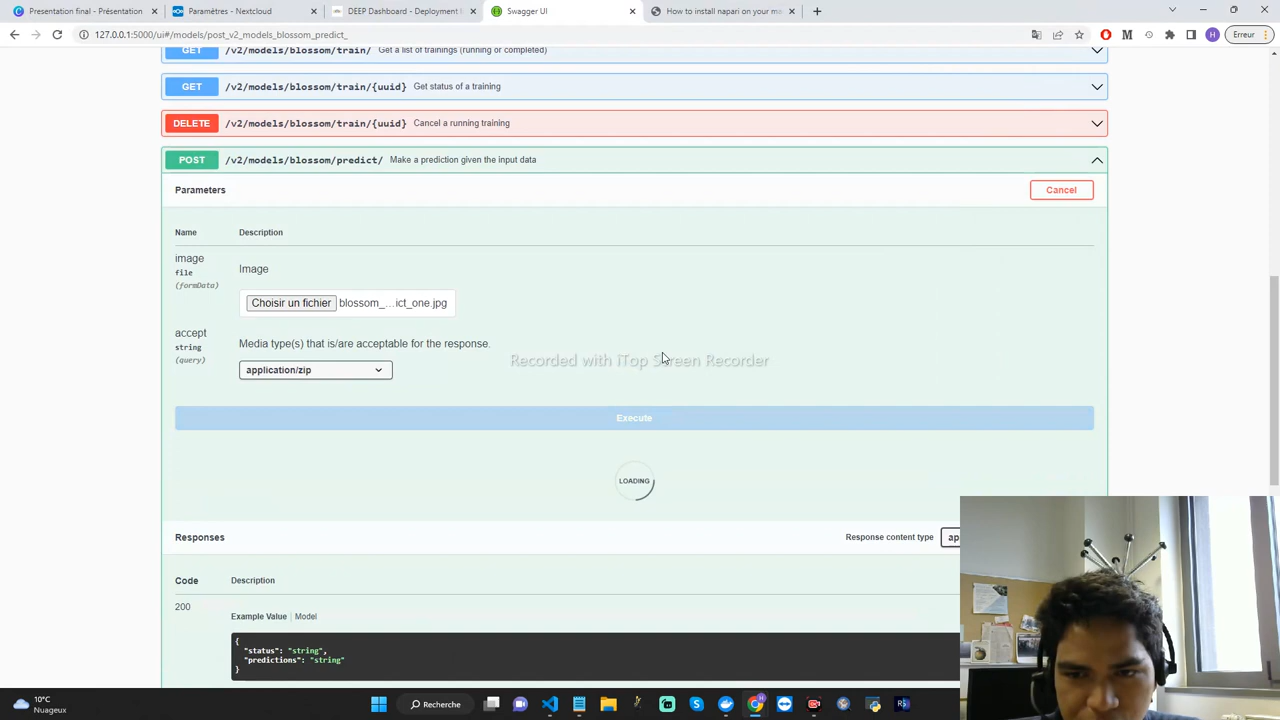 Presentation final - Présentation
Paramètres - Nextcloud
DEEP Dashboard - Deployment
Swagger UI
How to install napari on your ma
127.0.0.1:5000/ui#/models/post_v2_models_blossom_predict_
H
Erreur
GET /v2/models/blossom/train/ Get a list of trainings (running or completed)
GET /v2/models/blossom/train/{uuid} Get status of a training
DELETE /v2/models/blossom/train/{uuid} Cancel a running training
POST /v2/models/blossom/predict/ Make a prediction given the input data
Parameters
Cancel
Name Description
image
file
(formData)
Image
Choisir un fichier blossom_...ict_one.jpg
accept
string
(query)
Media type(s) that is/are acceptable for the response.
application/zip
Recorded with iTop Screen Recorder
Execute
LOADING
Responses
Response content type ap
Code Description
200
Example Value | Model
{
"status": "string",
"predictions": "string"
}
10°C
Nuageux
Recherche